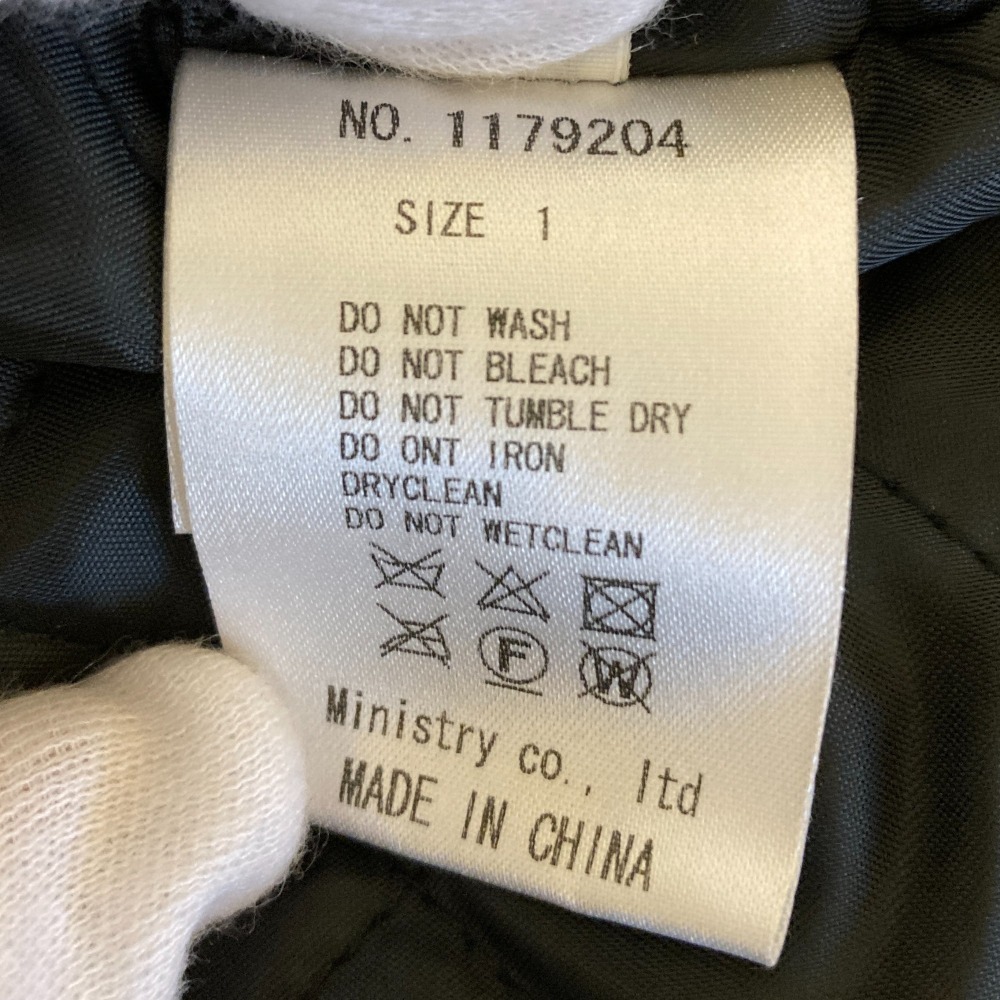 NO. 1179204
SIZE 1
DO NOT WASH
DO NOT BLEACH
DO NOT TUMBLE DRY
DO ONT IRON
DRYCLEAN
DO NOT WETCLEAN
F W
Ministry co., ltd
MADE IN CHINA